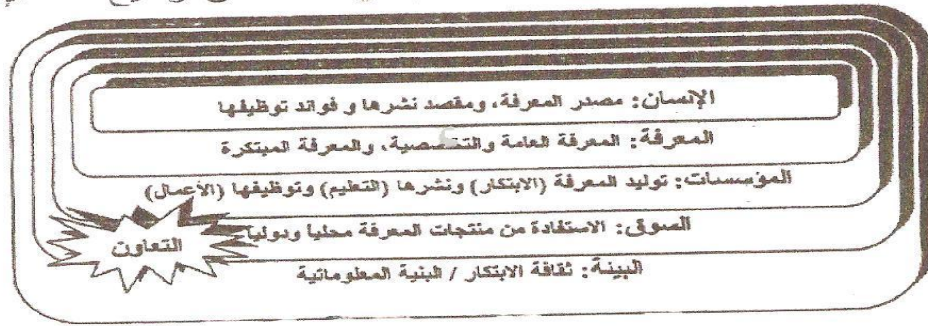 الإنسان: مصدر المعرفة، ومقصد نشرها و فوائد توظيفها
المعرفة: المعرفة العامة والتخصصية، والمعرفة المبتكرة
المؤسسات: توليد المعرفة (الابتكار) ونشرها (التعليم) وتوظيفها (الأعمال)
السوق: الاستفادة من منتجات المعرفة محلياً ودولياً
التعاون
البيئة: ثقافة الابتكار / البنية المعلوماتية